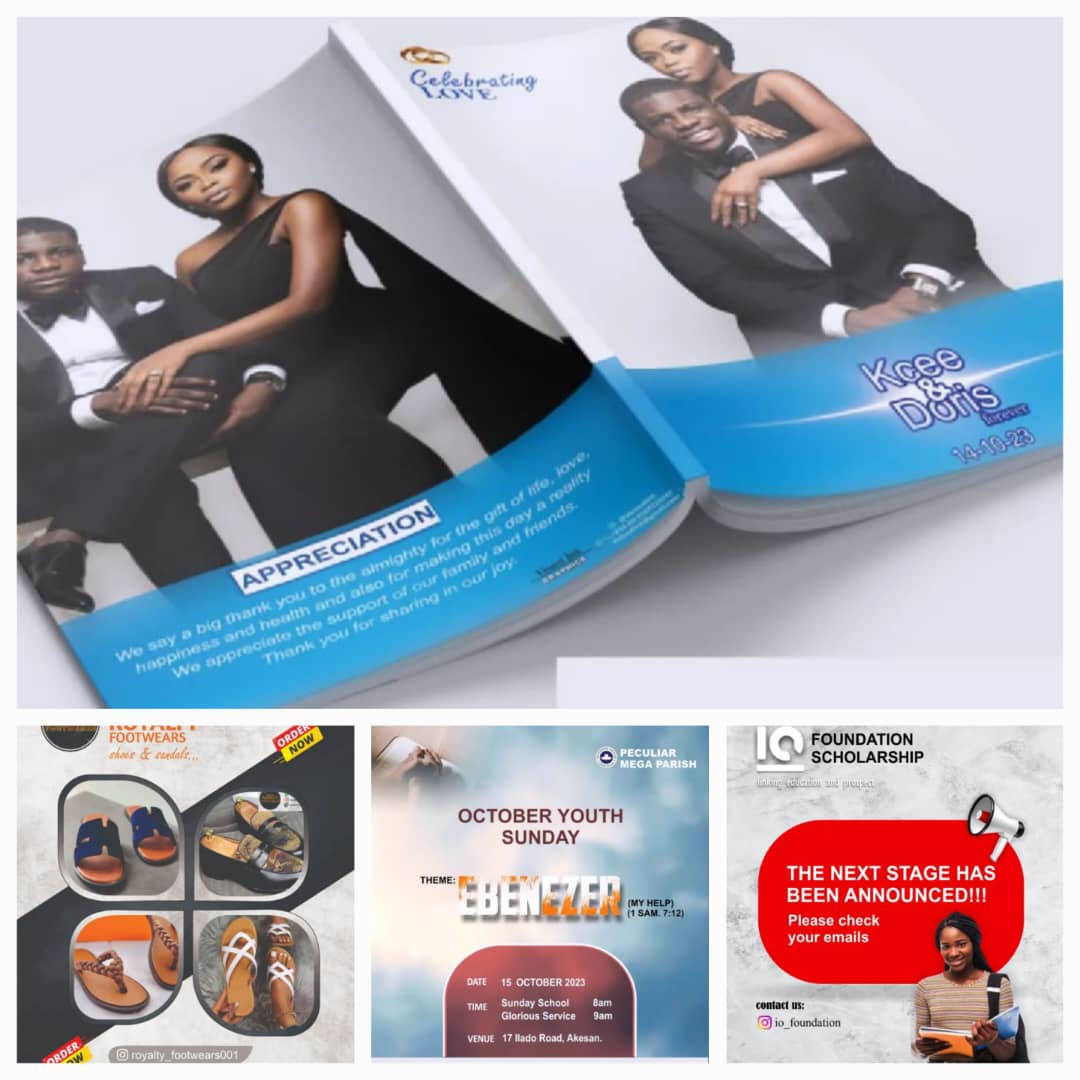 Celebrating
LOVE
Kcee
&
Doris
forever
14-10-23
APPRECIATION
We say a big thank you to the almighty for the gift of life, love,
happiness and health and also for making this day a reality
We appreciate the support of our family and friends.
Thank you for sharing in our joy.
GRAPHICS
FOOTWEARS
shoes & sandals...
ORDER
NOW
ORDER
NOW
royalty_footwears001
PECULIAR
MEGA PARISH
OCTOBER YOUTH
SUNDAY
THEME: EBENEZER (MY HELP)
(1 SAM. 7:12)
DATE 15 OCTOBER 2023
TIME Sunday School 8am
Glorious Service 9am
VENUE 17 Ilado Road, Akesan.
IO FOUNDATION
SCHOLARSHIP
linking education and prospect
THE NEXT STAGE HAS
BEEN ANNOUNCED!!!
Please check
your emails
contact us:
io_foundation